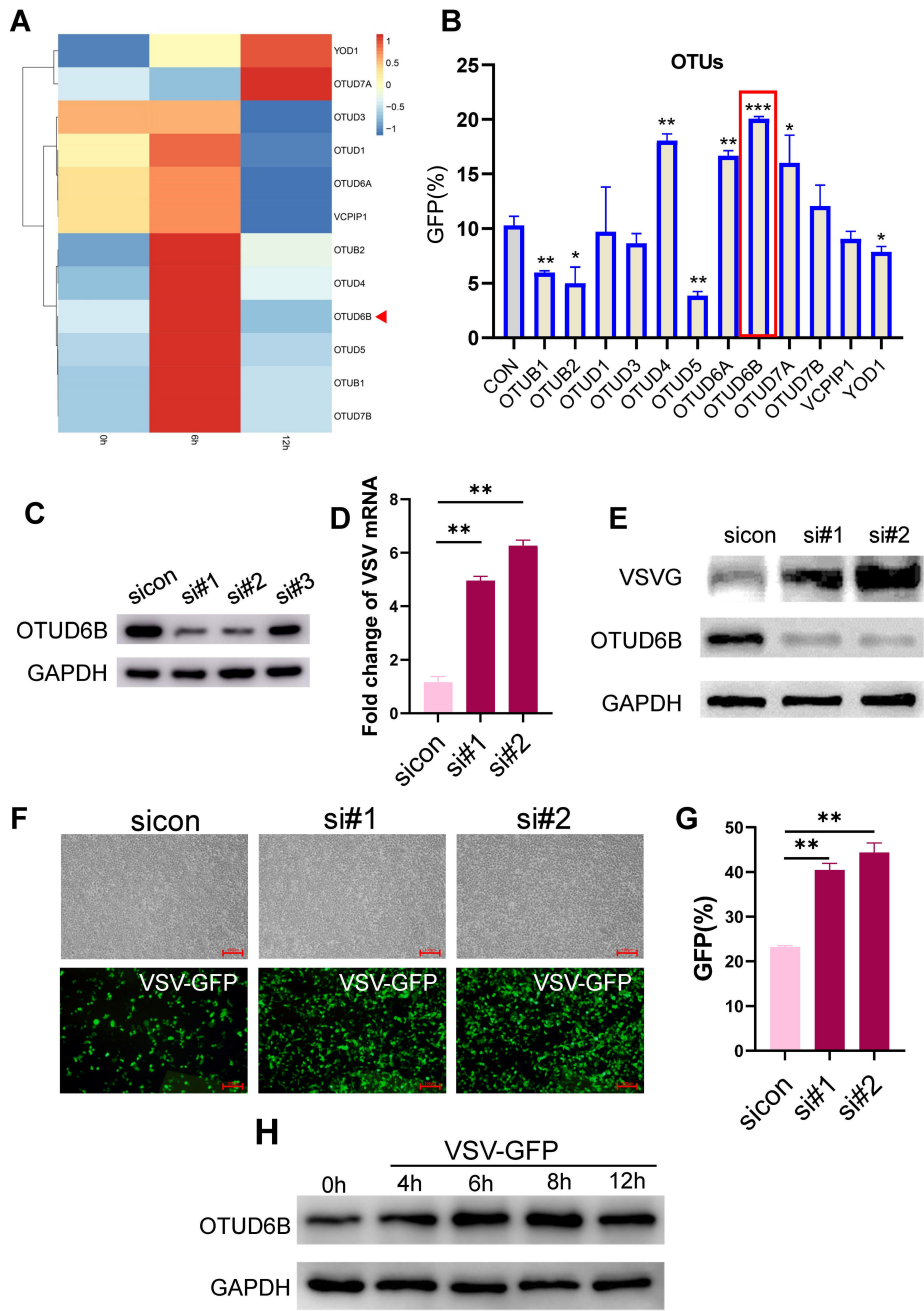 A
YOD1
OTUD7A
OTUD3
OTUD1
OTUD6A
VCPIP1
OTUB2
OTUD4
OTUD6B
OTUD5
OTUB1
OTUD7B
0h
6h
12h
1
0.5
0
−0.5
−1
B
OTUs
GFP(%)
25
20
15
10
5
0
** * ** ** ** *** * *
CON
OTUB1
OTUB2
OTUD1
OTUD3
OTUD4
OTUD5
OTUD6A
OTUD6B
OTUD7A
OTUD7B
VCPIP1
YOD1
C
sicon si#1 si#2 si#3
OTUD6B
GAPDH
D
Fold change of VSV mRNA
8
6
4
2
0
**
**
sicon
si#1
si#2
E
sicon si#1 si#2
VSVG
OTUD6B
GAPDH
F
sicon si#1 si#2
VSV-GFP VSV-GFP VSV-GFP
G
GFP(%)
50
40
30
20
10
0
**
**
sicon
si#1
si#2
H
VSV-GFP
0h 4h 6h 8h 12h
OTUD6B
GAPDH